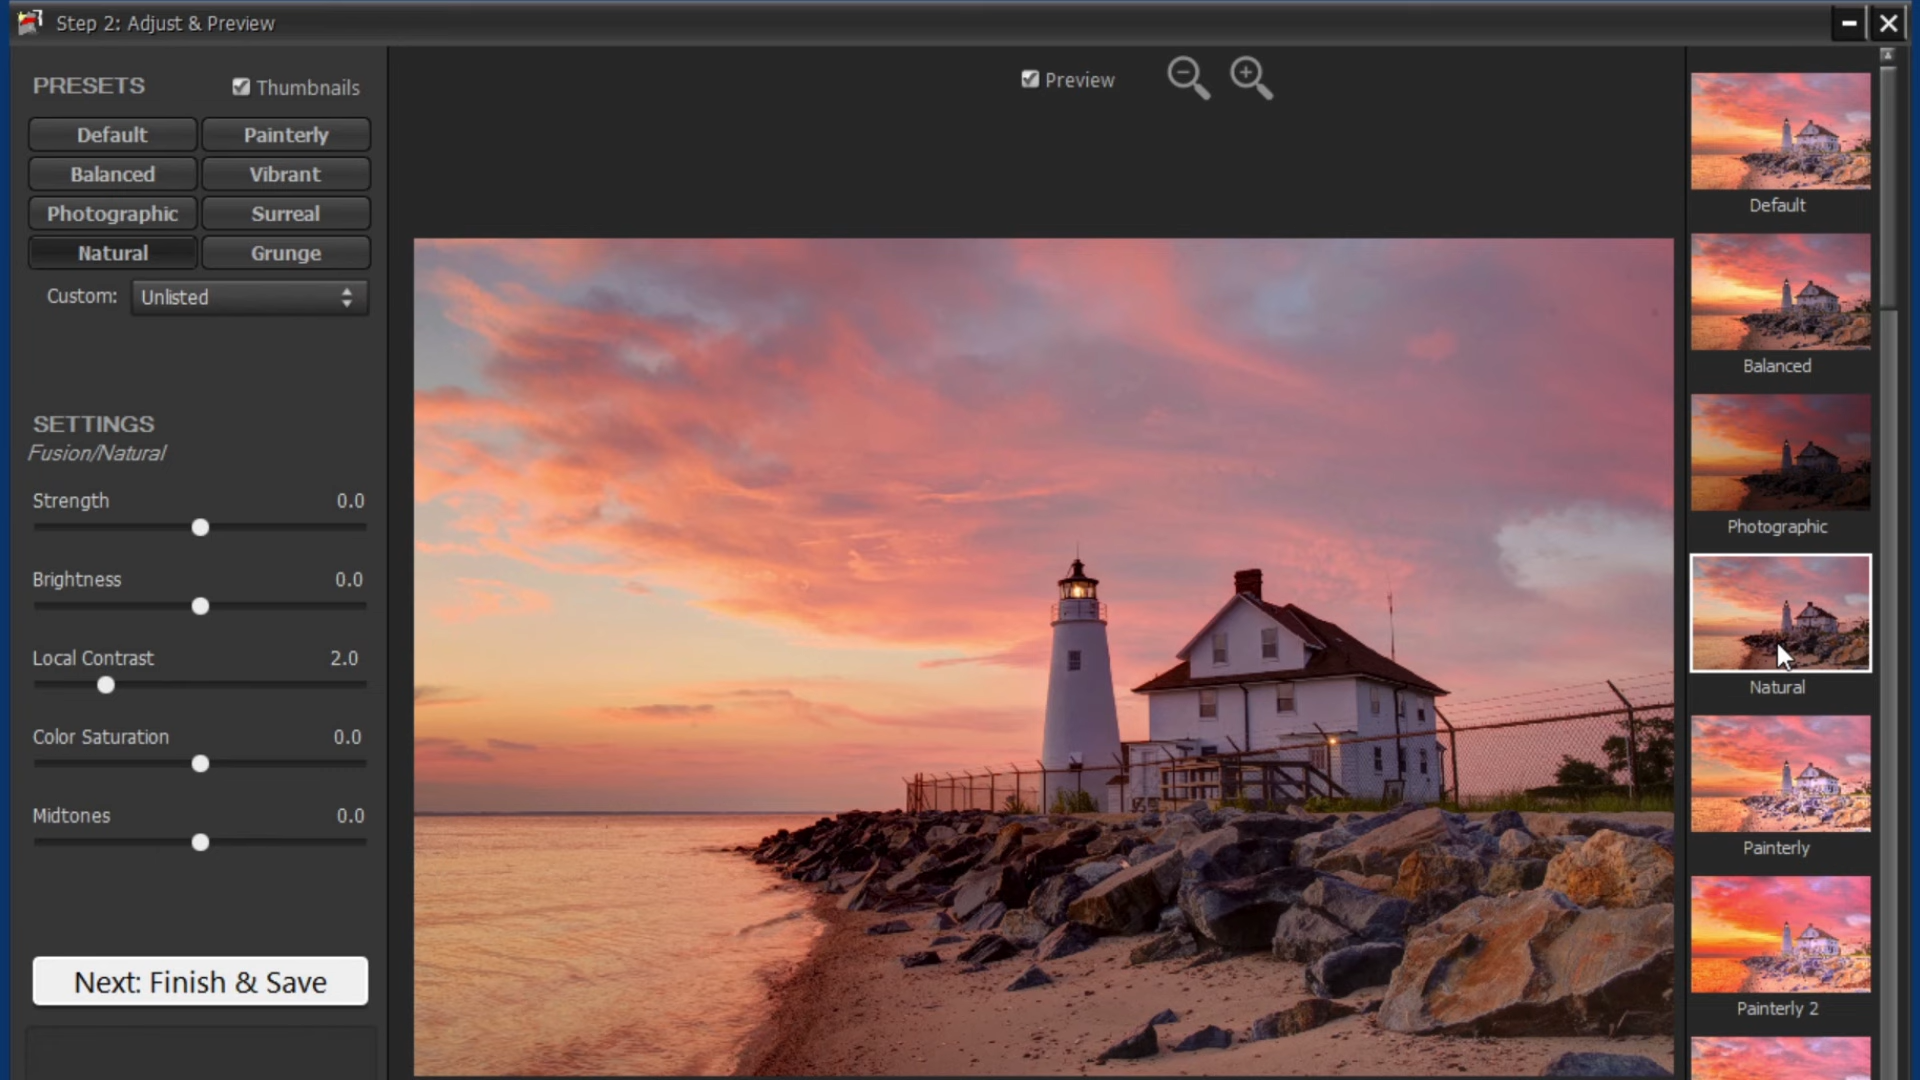 Step 2: Adjust & Preview
PRESETS
Thumbnails
Default
Painterly
Balanced
Vibrant
Photographic
Surreal
Natural
Grunge
Custom:
Unlisted
SETTINGS
Fusion/Natural
Strength 0.0
Brightness 0.0
Local Contrast 2.0
Color Saturation 0.0
Midtones 0.0
Next: Finish & Save
Preview
Default
Balanced
Photographic
Natural
Painterly
Painterly 2